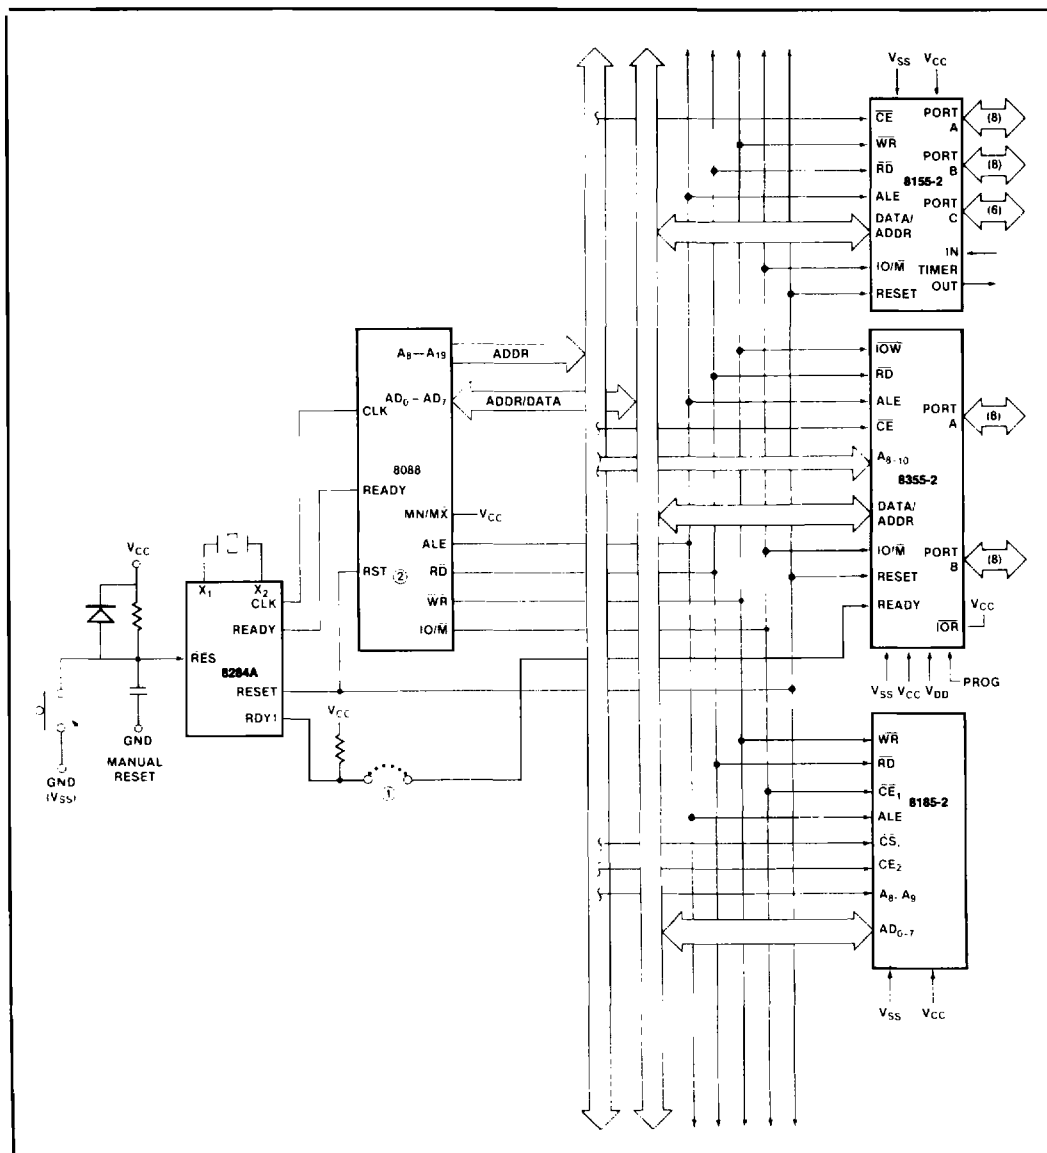 VSS VCC
CE
WR
RD
ALE
DATA/
ADDR
IO/M
RESET
8155-2
PORT
A
(8)
PORT
B
(8)
PORT
C
(6)
IN
TIMER
OUT
A8–A19
ADDR
AD0–AD7
ADDR/DATA
CLK
8088
READY
MN/MX
VCC
ALE
RST
②
RD
WR
IO/M
IOW
RD
ALE
CE
A8-10
8355-2
DATA/
ADDR
IO/M
RESET
READY
PORT
A
(8)
PORT
B
(8)
IOR
VCC
VSS VCC VDD
PROG
VCC
X1 X2
CLK
READY
RES
8284A
RESET
RDY1
VCC
①
GND
MANUAL
RESET
GND
(VSS)
WR
RD
CE1
8185-2
ALE
CS,
CE2
A8, A9
AD0-7
VSS VCC